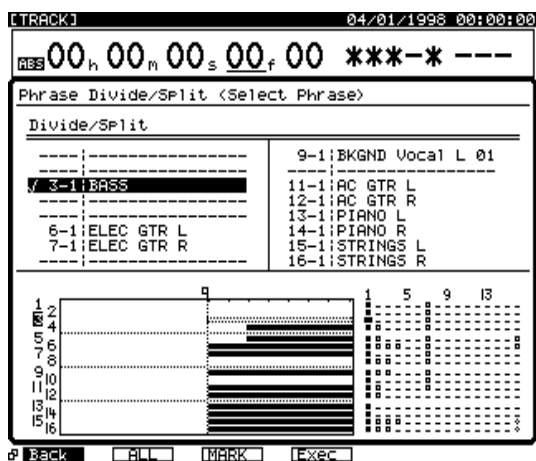 [TRACK] 04/01/1998 00:00:00
ABS 00h 00m 00s 00f 00 ***-* ---
Phrase Divide/Split (Select Phrase)
Divide/Split
----¦----------------
----¦----------------
√ 3-1¦BASS
----¦----------------
----¦----------------
6-1¦ELEC GTR L
7-1¦ELEC GTR R
----¦----------------
9-1¦BKGND Vocal L 01
----¦----------------
11-1¦AC GTR L
12-1¦AC GTR R
13-1¦PIANO L
14-1¦PIANO R
15-1¦STRINGS L
16-1¦STRINGS R
1 5 9 13
1
2
3
4
5
6
7
8
9
10
11
12
13
14
15
16
Back ALL MARK Exec